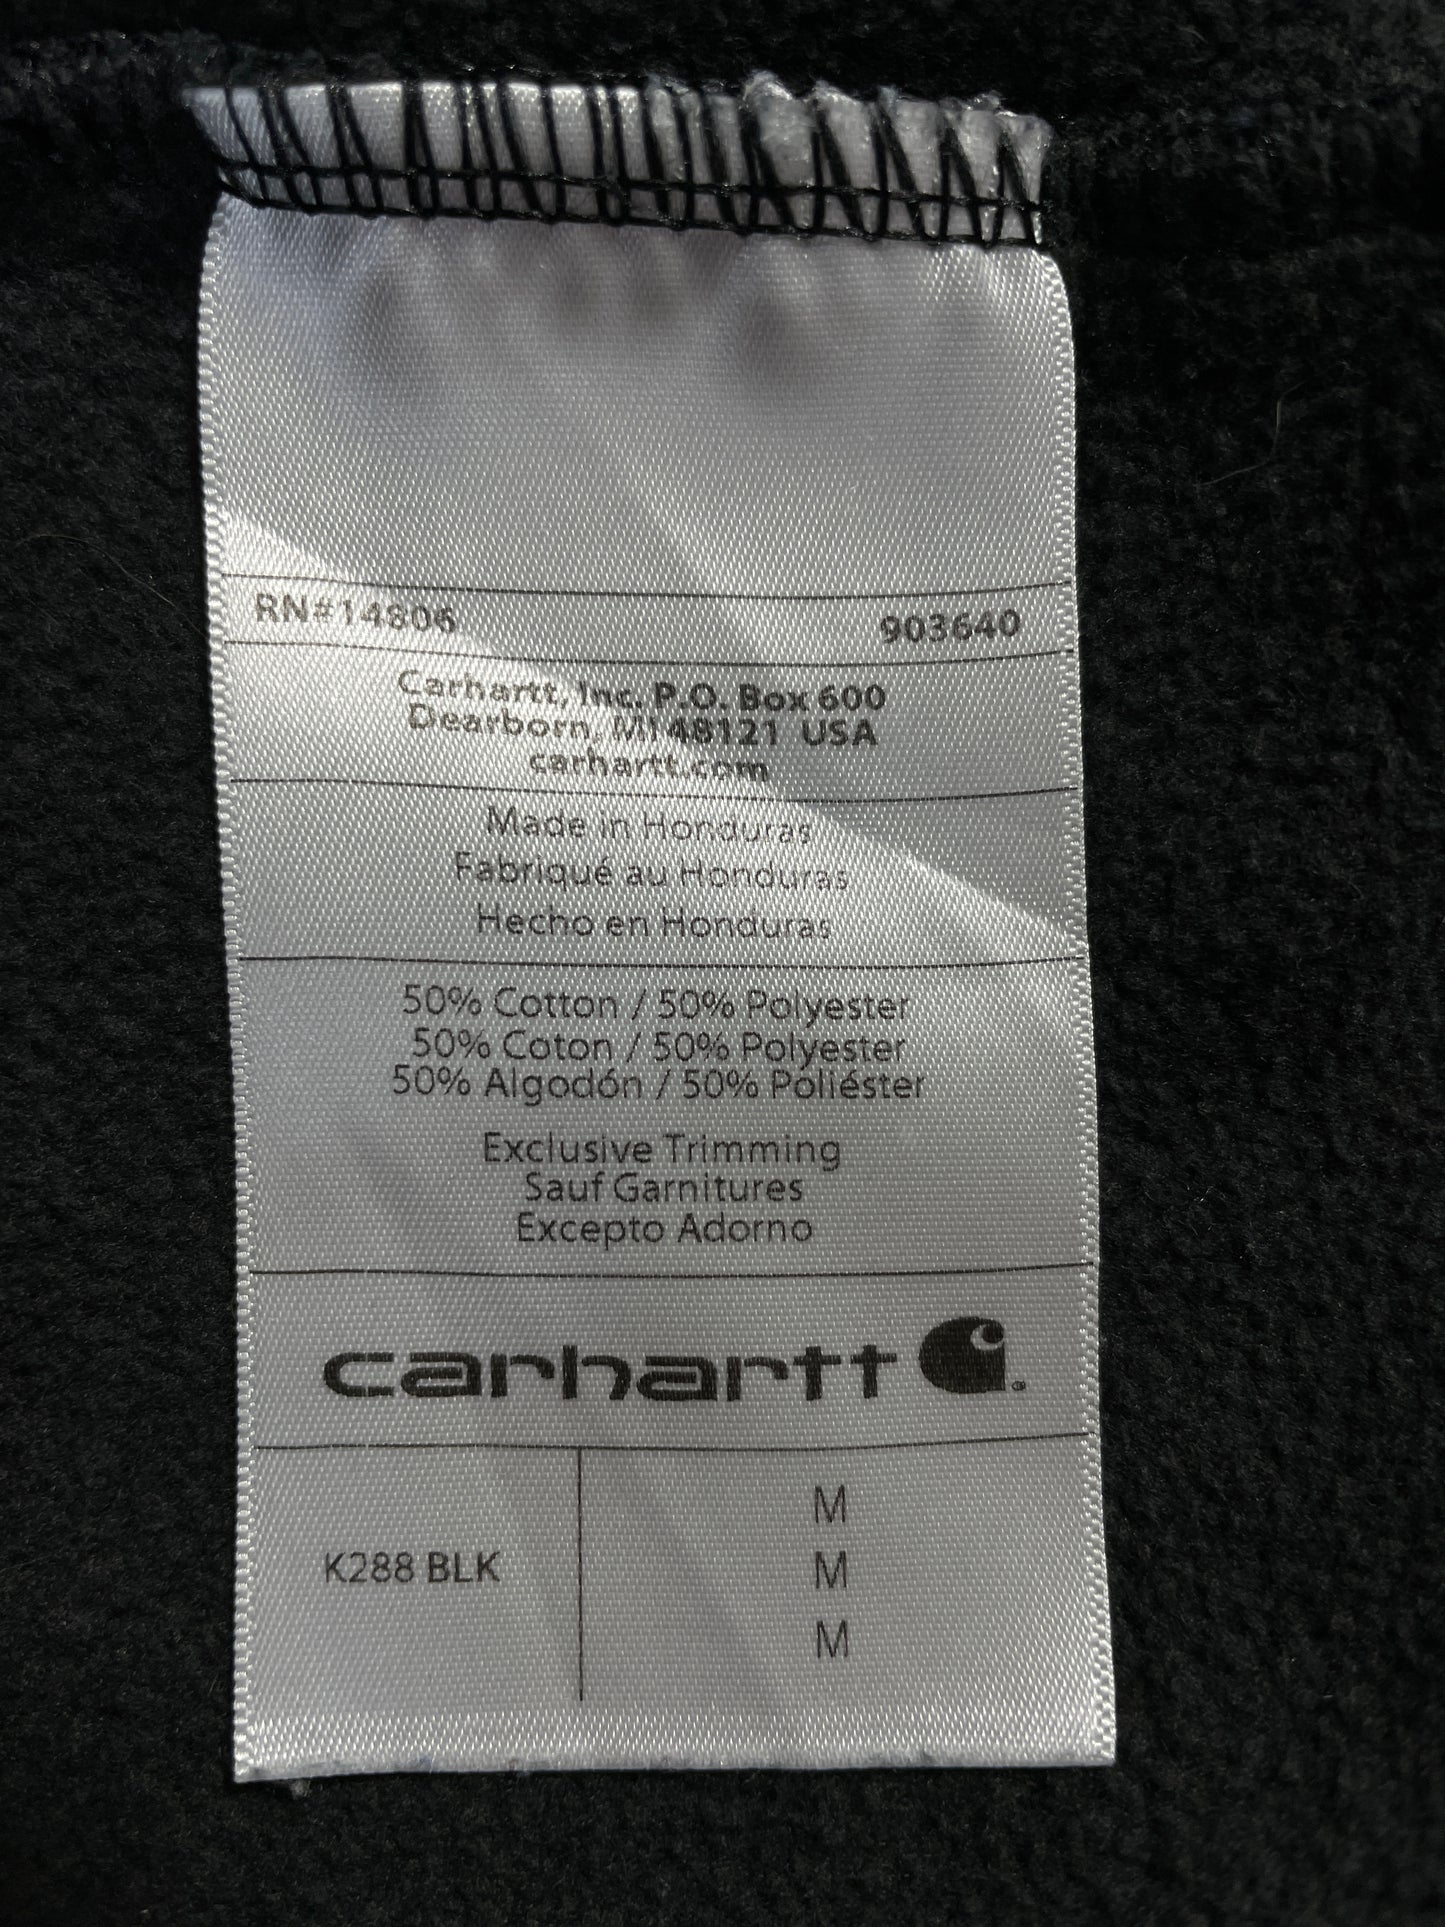 RN#14806 903640
Carhartt, Inc. P.O. Box 600
Dearborn, MI 48121 USA
carhartt.com
Made in Honduras
Fabriqué au Honduras
Hecho en Honduras
50% Cotton / 50% Polyester
50% Coton / 50% Polyester
50% Algodón / 50% Poliéster
Exclusive Trimming
Sauf Garnitures
Excepto Adorno
carhartt
K288 BLK
M
M
M